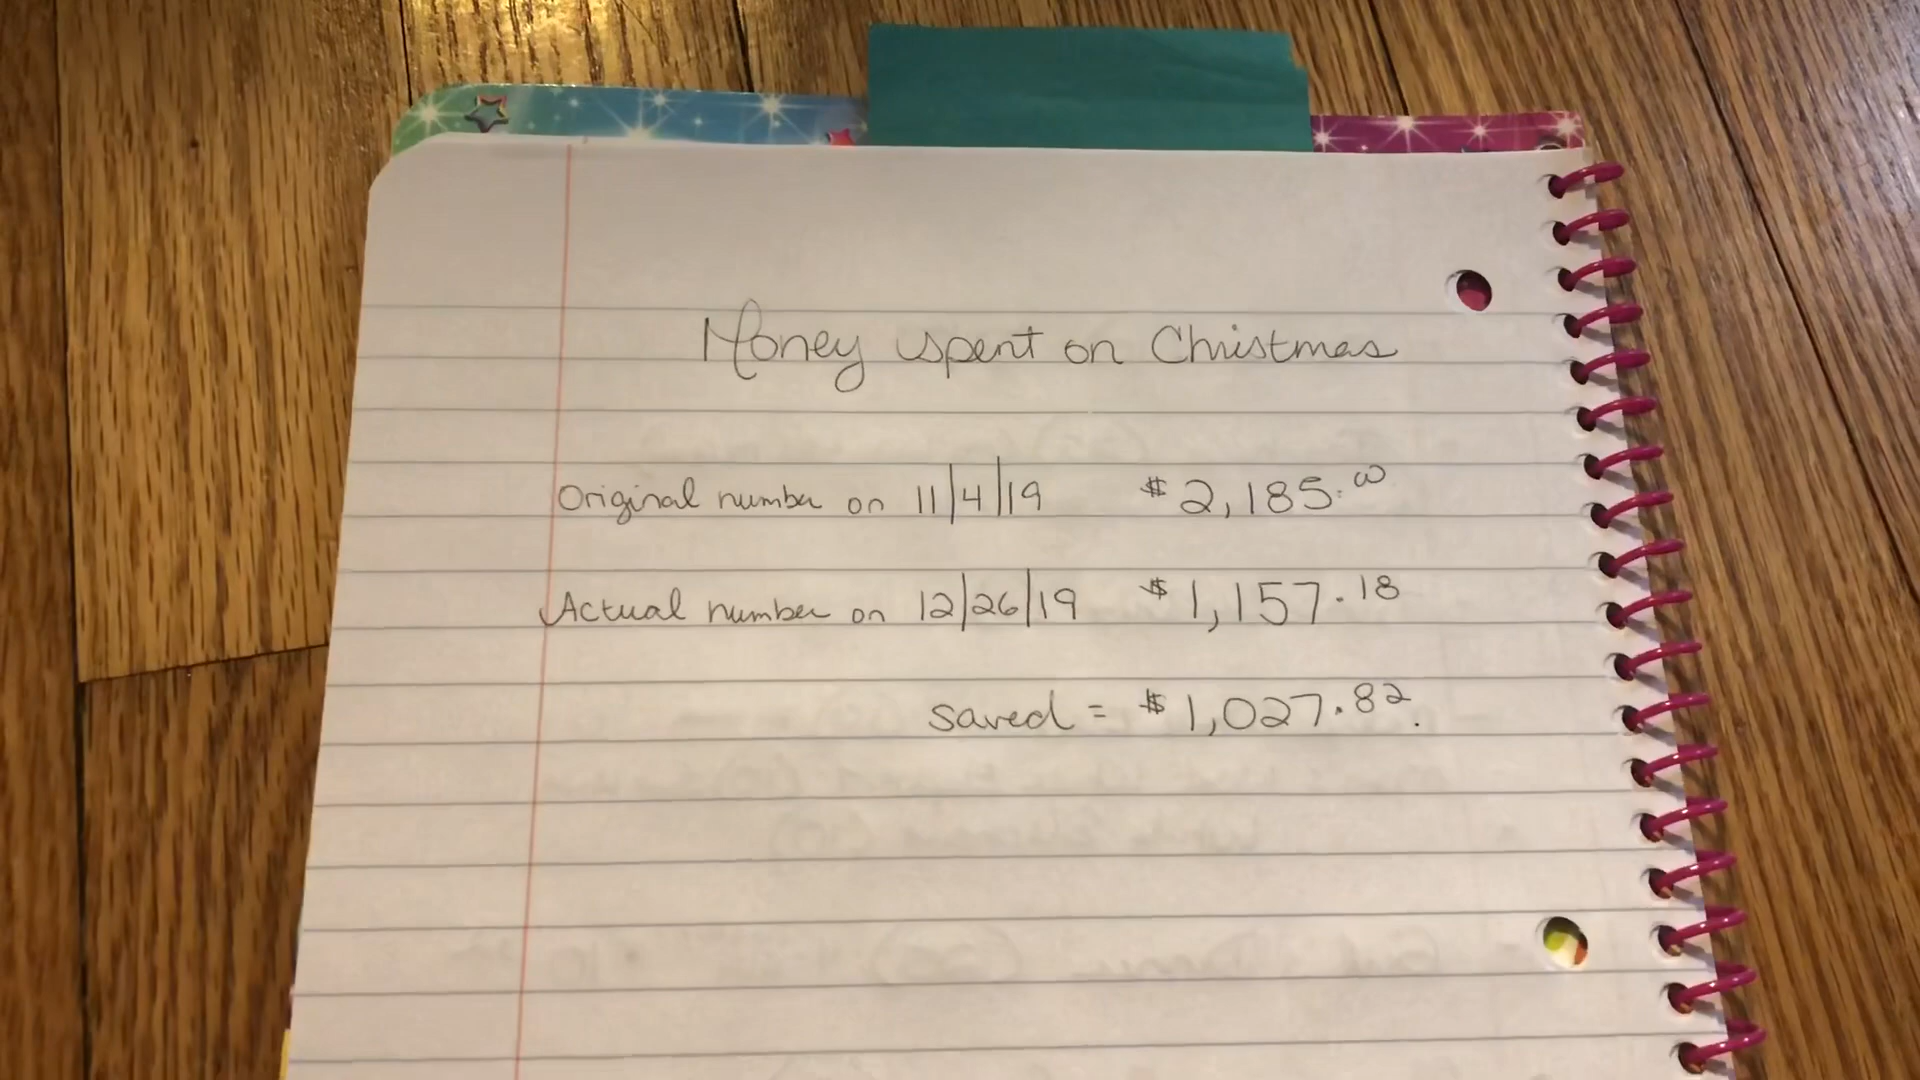 Money spent on Christmas
Original number on 11/4/19 $2,185.00
Actual number on 12/26/19 $1,157.18
saved = $1,027.82.